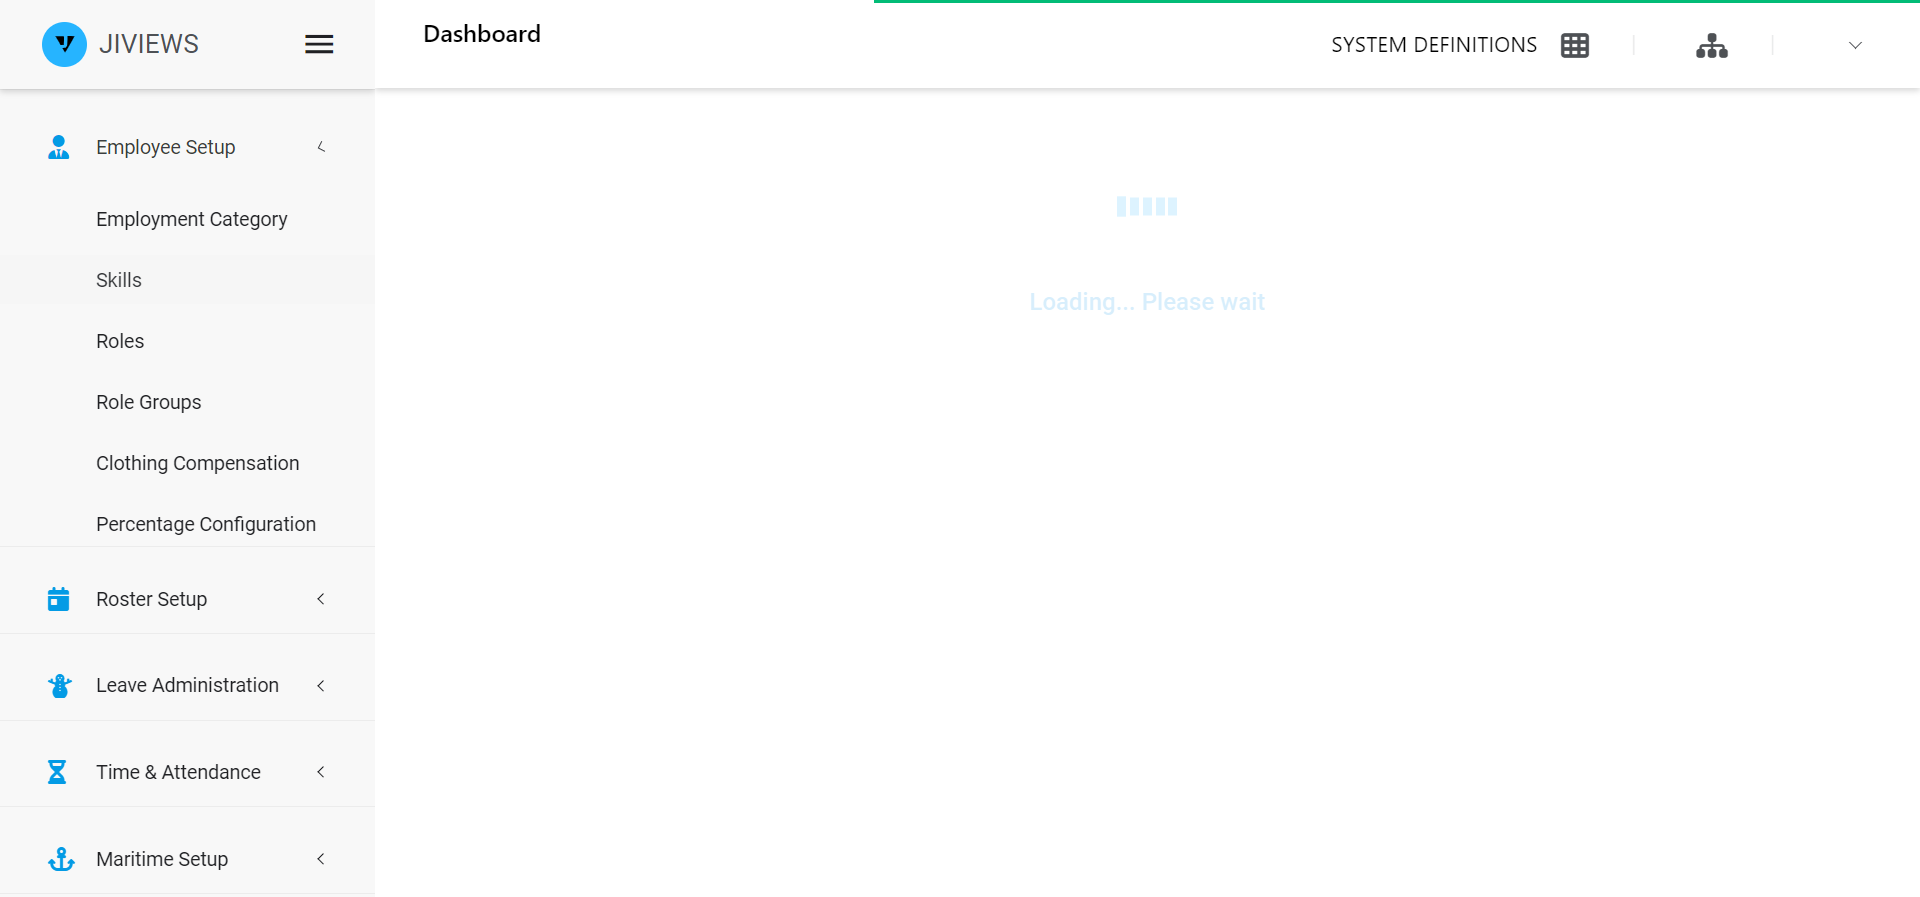 JIVIEWS
Dashboard
SYSTEM DEFINITIONS
Employee Setup
Employment Category
Skills
Roles
Role Groups
Clothing Compensation
Percentage Configuration
Roster Setup
Leave Administration
Time & Attendance
Maritime Setup
Loading... Please wait